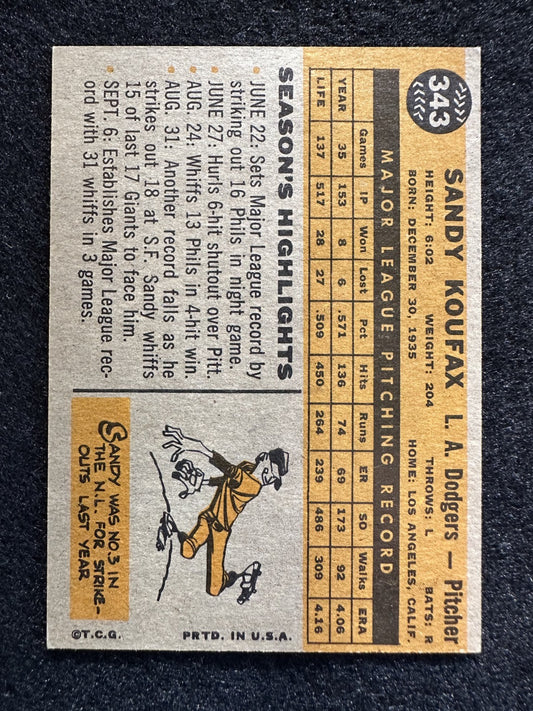 343
SANDY KOUFAX L. A. Dodgers — Pitcher
HEIGHT: 6:02 WEIGHT: 204 THROWS: L BATS: R
BORN: DECEMBER 30, 1935 HOME: LOS ANGELES, CALIF.
MAJOR LEAGUE PITCHING RECORD
Games IP Won Lost Pct Hits Runs ER SO Walks ERA
YEAR 35 153 8 6 .571 136 74 69 173 92 4.06
LIFE 137 517 28 27 .509 450 264 239 486 309 4.16
SEASON'S HIGHLIGHTS
• JUNE 22: Sets Major League record by
striking out 16 Phils in night game.
• JUNE 27: Hurls 6-hit shutout over Pitt.
• AUG. 24: Whiffs 13 Phils in 4-hit win.
• AUG. 31: Another record falls as he
strikes out 18 at S.F. Sandy whiffs
15 of last 17 Giants to face him.
• SEPT. 6: Establishes Major League rec-
ord with 31 whiffs in 3 games.
SANDY WAS NO.3 IN
THE N.L. FOR STRIKE-
OUTS LAST YEAR
©T.C.G. PRTD. IN U.S.A.